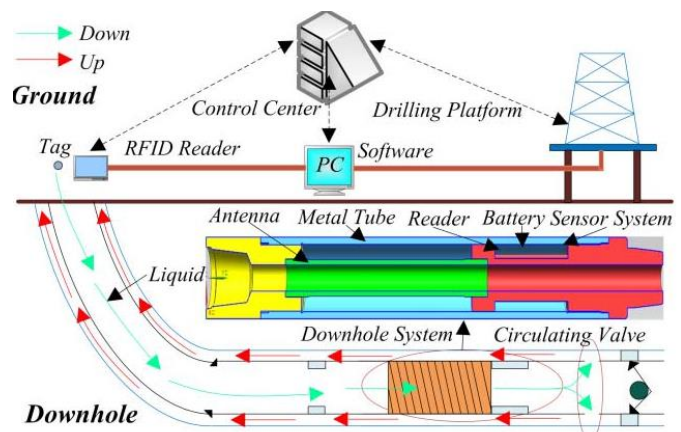 Down
Up
Ground
Control Center
Drilling Platform
Tag
RFID Reader
PC
Software
Antenna
Metal Tube
Reader
Battery
Sensor System
Liquid
Downhole System
Circulating Valve
Downhole